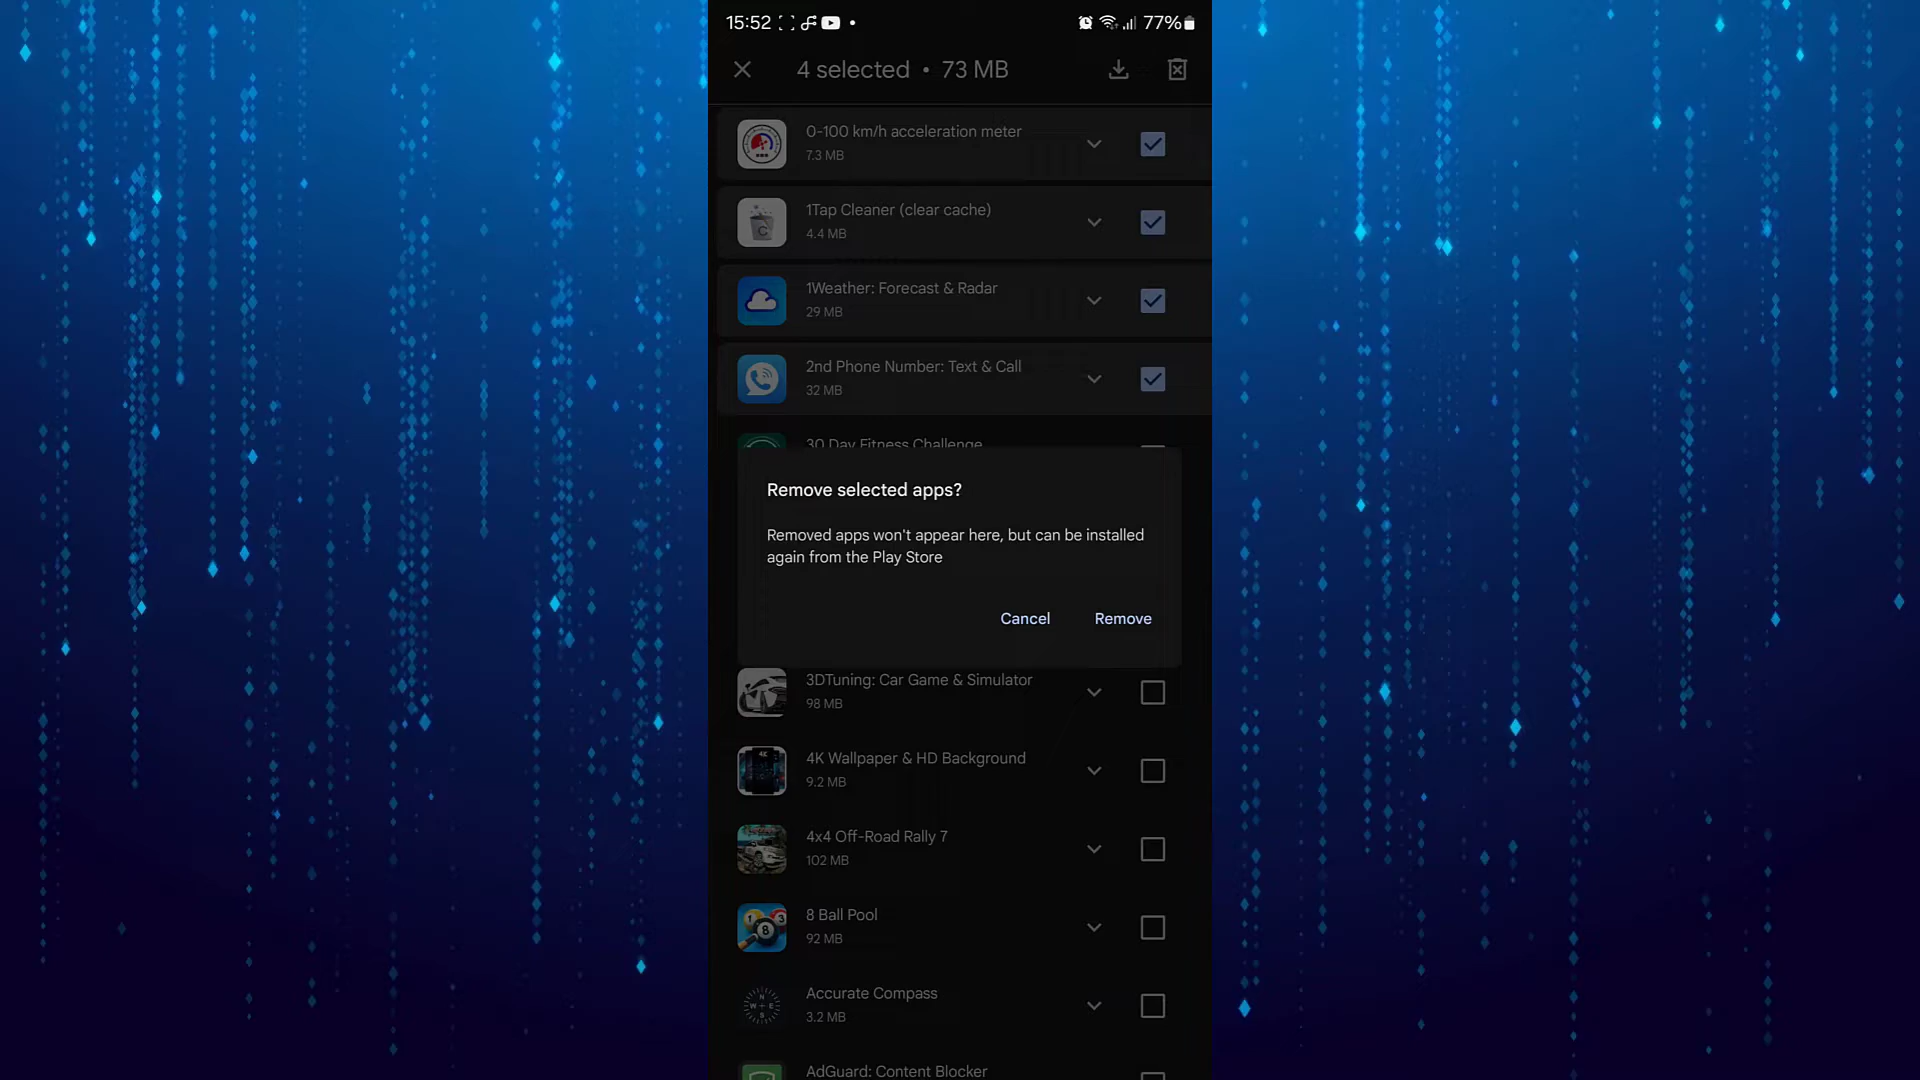 15:52
77%
4 selected • 73 MB
0-100 km/h acceleration meter
7.3 MB
1Tap Cleaner (clear cache)
4.4 MB
1Weather: Forecast & Radar
29 MB
2nd Phone Number: Text & Call
32 MB
30 Day Fitness Challenge
Remove selected apps?
Removed apps won't appear here, but can be installed
again from the Play Store
Cancel
Remove
3DTuning: Car Game & Simulator
98 MB
4K Wallpaper & HD Background
9.2 MB
4x4 Off-Road Rally 7
102 MB
8 Ball Pool
92 MB
Accurate Compass
3.2 MB
AdGuard: Content Blocker